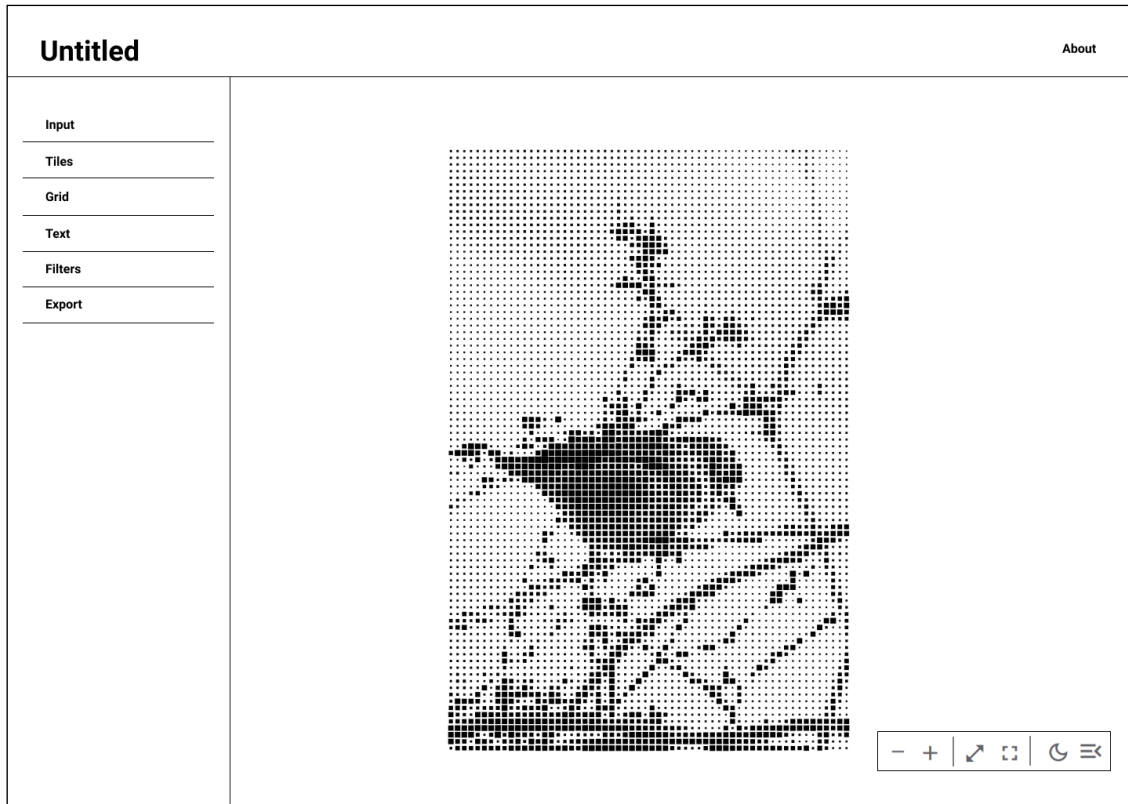 Untitled
About
Input
Tiles
Grid
Text
Filters
Export